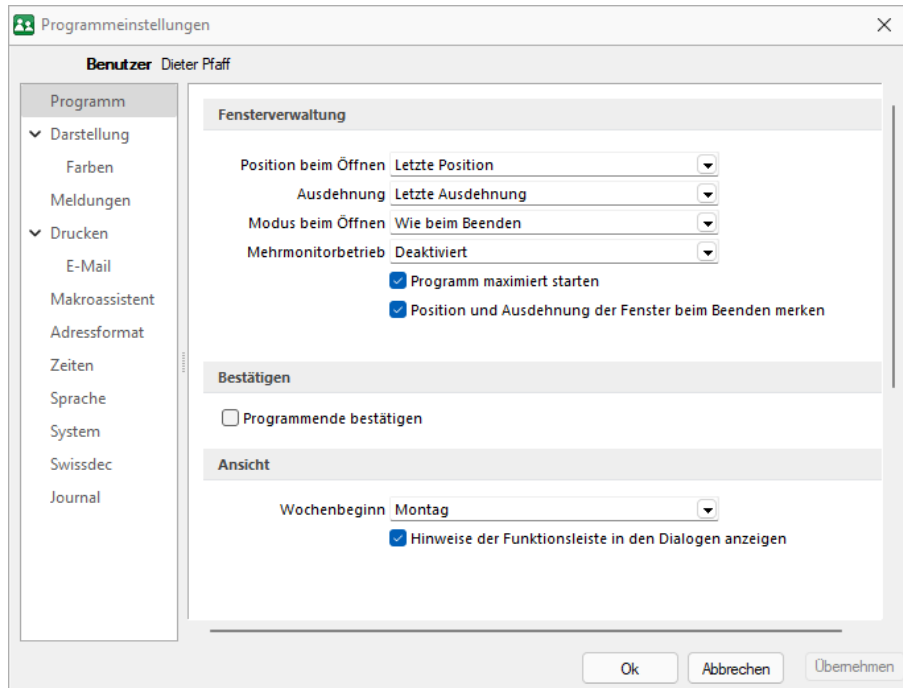 Programmeinstellungen
Benutzer Dieter Pfaff
Programm
Darstellung
Farben
Meldungen
Drucken
E-Mail
Makroassistent
Adressformat
Zeiten
Sprache
System
Swissdec
Journal
Fensterverwaltung
Position beim Öffnen Letzte Position
Ausdehnung Letzte Ausdehnung
Modus beim Öffnen Wie beim Beenden
Mehrmonitorbetrieb Deaktiviert
Programm maximiert starten
Position und Ausdehnung der Fenster beim Beenden merken
Bestätigen
Programmende bestätigen
Ansicht
Wochenbeginn Montag
Hinweise der Funktionsleiste in den Dialogen anzeigen
Ok Abbrechen Übernehmen